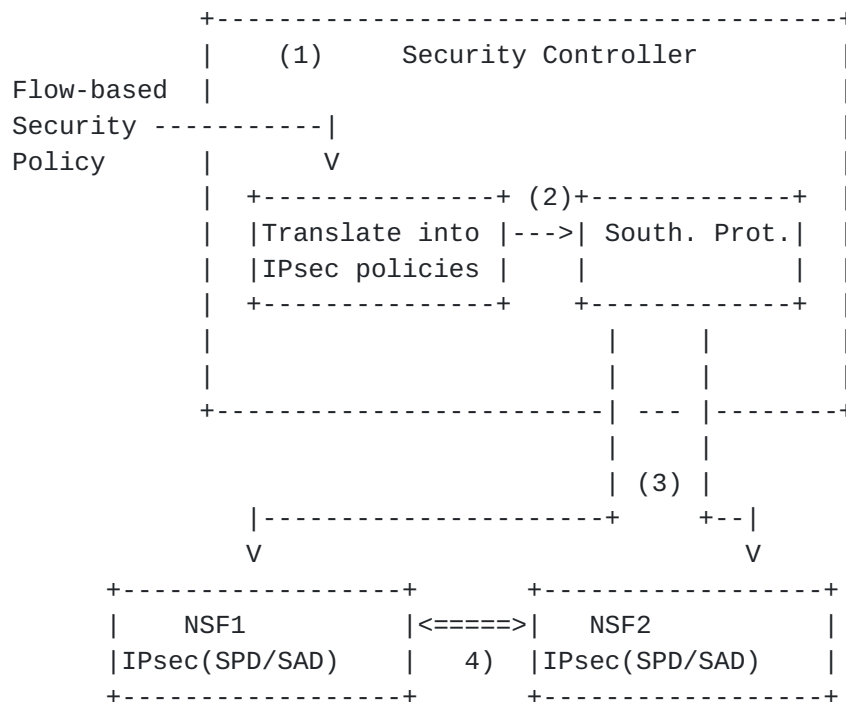 (1) Security Controller
Flow-based
Security
Policy V
(2)
Translate into South. Prot.
IPsec policies
(3)
V V
NSF1 NSF2
IPsec(SPD/SAD) 4) IPsec(SPD/SAD)